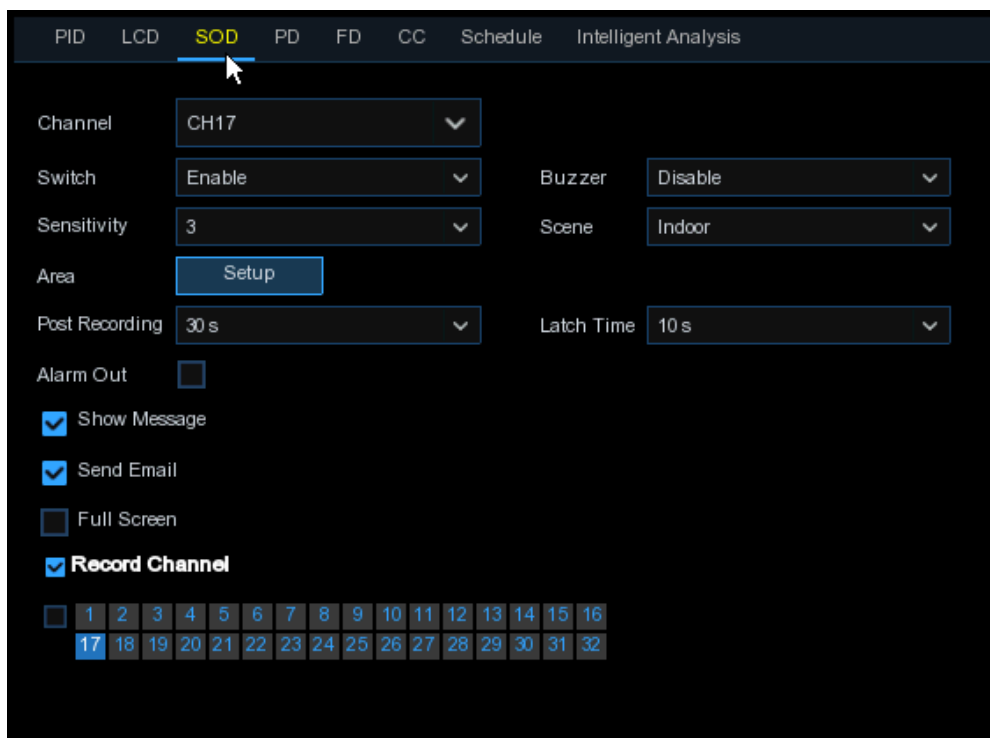 PID LCD SOD PD FD CC Schedule Intelligent Analysis
Channel CH17
Switch Enable Buzzer Disable
Sensitivity 3 Scene Indoor
Area Setup
Post Recording 30 s Latch Time 10 s
Alarm Out
Show Message
Send Email
Full Screen
Record Channel
1 2 3 4 5 6 7 8 9 10 11 12 13 14 15 16
17 18 19 20 21 22 23 24 25 26 27 28 29 30 31 32